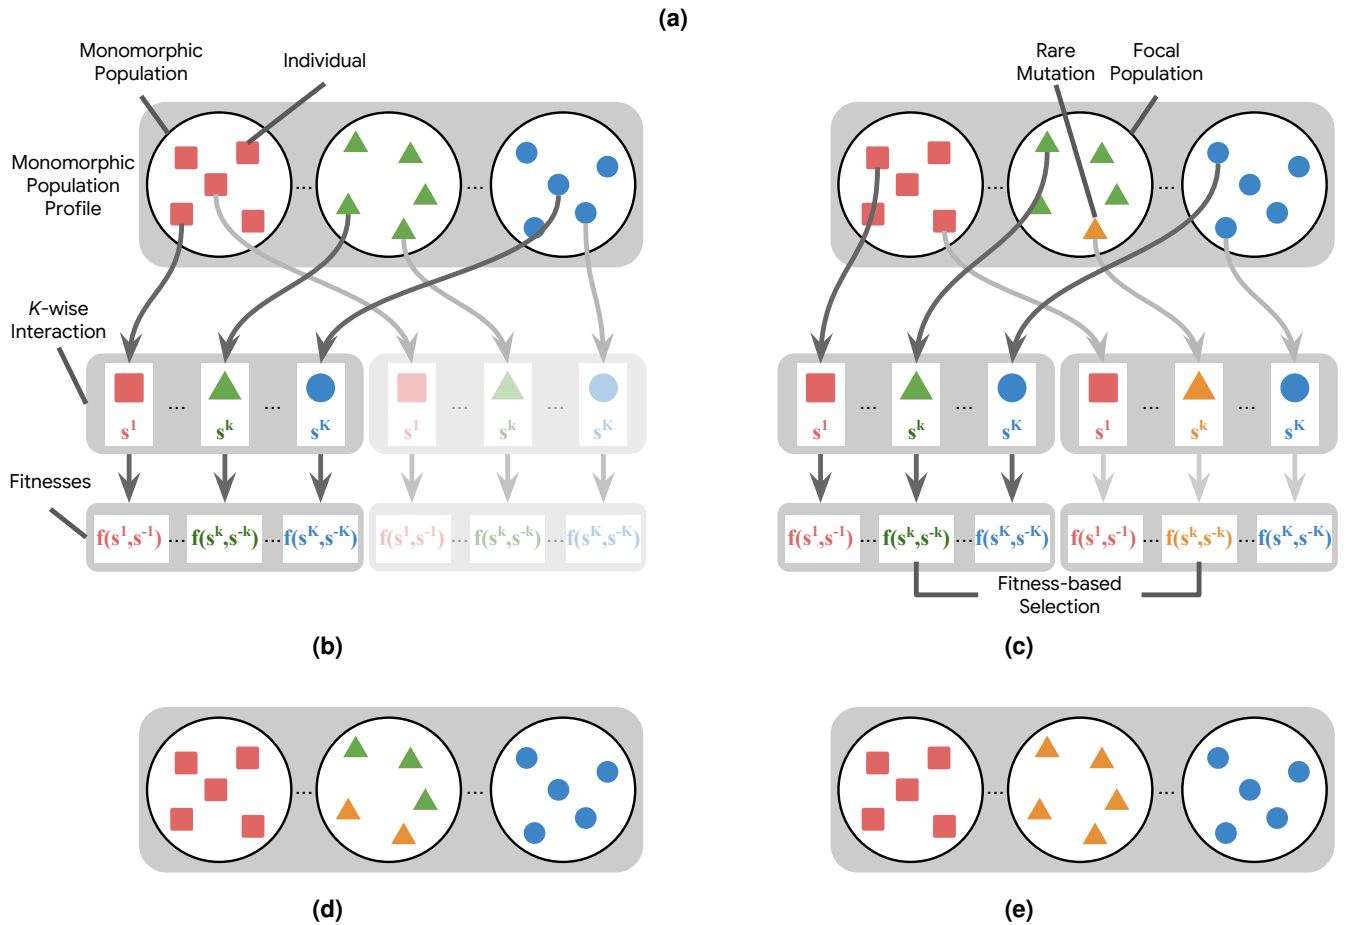 (a)
Monomorphic
Population
Individual
Monomorphic
Population
Profile
... ...
K-wise
Interaction
... ... ... ...
s¹ sᵏ sᴷ s¹ sᵏ sᴷ
Fitnesses
f(s¹,s⁻¹) ... f(sᵏ,s⁻ᵏ) ... f(sᴷ,s⁻ᴷ) f(s¹,s⁻¹) ... f(sᵏ,s⁻ᵏ) ... f(sᴷ,s⁻ᴷ)
(b)
Rare
Mutation
Focal
Population
... ...
... ... ... ...
s¹ sᵏ sᴷ s¹ sᵏ sᴷ
f(s¹,s⁻¹) ... f(sᵏ,s⁻ᵏ) ... f(sᴷ,s⁻ᴷ) f(s¹,s⁻¹) ... f(sᵏ,s⁻ᵏ) ... f(sᴷ,s⁻ᴷ)
Fitness-based
Selection
(c)
... ...
(d)
... ...
(e)